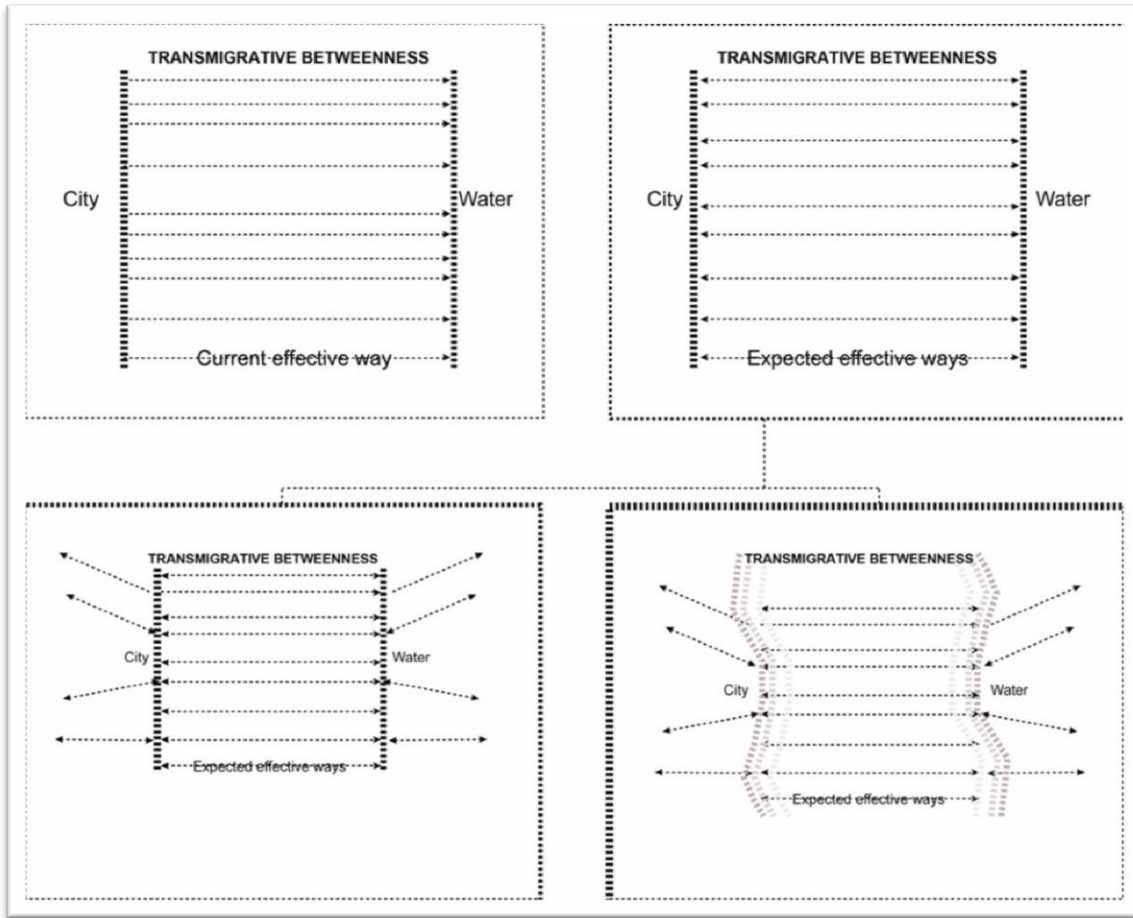 TRANSMIGRATIVE BETWEENNESS
City
Water
Current effective way
TRANSMIGRATIVE BETWEENNESS
City
Water
Expected effective ways
TRANSMIGRATIVE BETWEENNESS
City
Water
Expected effective ways
TRANSMIGRATIVE BETWEENNESS
City
Water
Expected effective ways